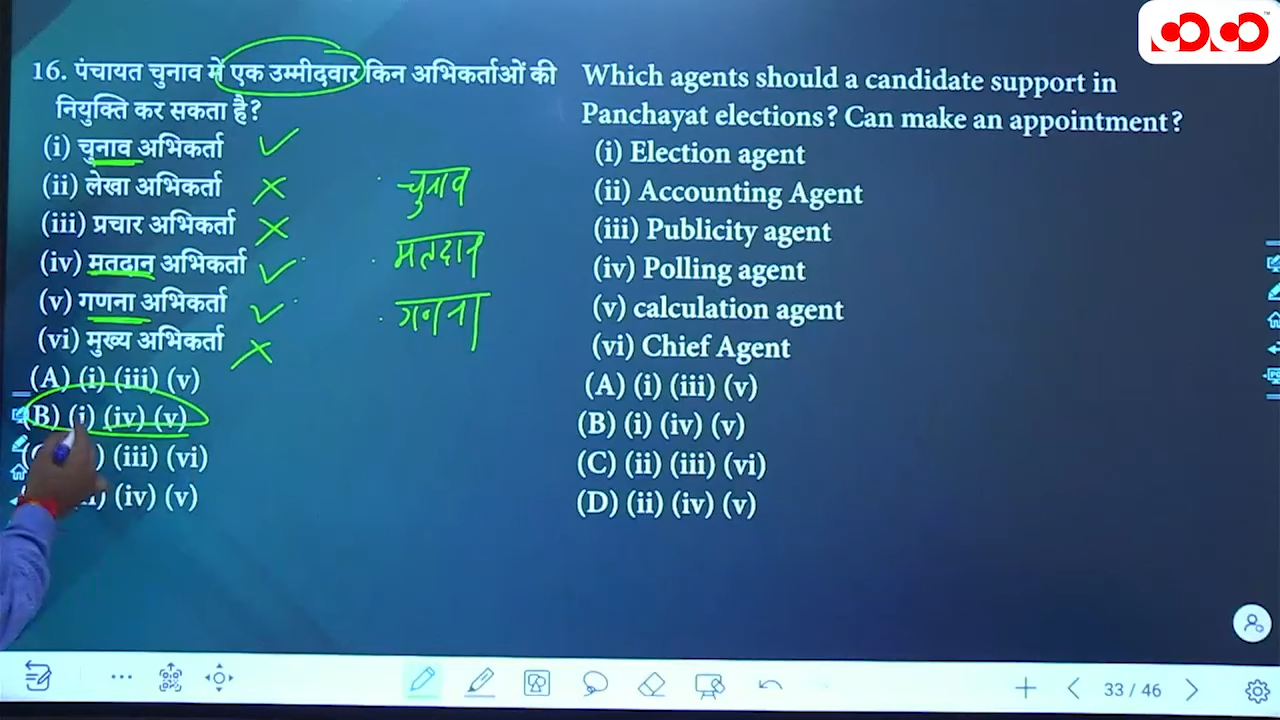 16. पंचायत चुनाव में एक उम्मीदवार किन अभिकर्ताओं की
नियुक्ति कर सकता है?
(i) चुनाव अभिकर्ता
(ii) लेखा अभिकर्ता
(iii) प्रचार अभिकर्ता
(iv) मतदान अभिकर्ता
(v) गणना अभिकर्ता
(vi) मुख्य अभिकर्ता
(A) (i) (iii) (v)
(B) (i) (iv) (v)
(iii) (vi)
(iv) (v)
चुनाव
मतदान
गणना
Which agents should a candidate support in
Panchayat elections? Can make an appointment?
(i) Election agent
(ii) Accounting Agent
(iii) Publicity agent
(iv) Polling agent
(v) calculation agent
(vi) Chief Agent
(A) (i) (iii) (v)
(B) (i) (iv) (v)
(C) (ii) (iii) (vi)
(D) (ii) (iv) (v)
33 / 46